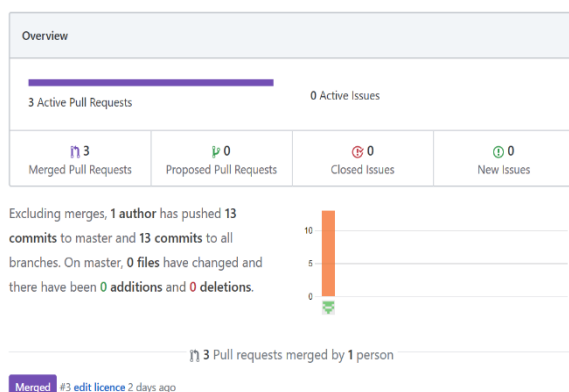 Overview
3 Active Pull Requests
0 Active Issues
3
Merged Pull Requests
0
Proposed Pull Requests
0
Closed Issues
0
New Issues
Excluding merges, 1 author has pushed 13
commits to master and 13 commits to all
branches. On master, 0 files have changed and
there have been 0 additions and 0 deletions.
10
5
0
3 Pull requests merged by 1 person
Merged #3 edit licence 2 days ago